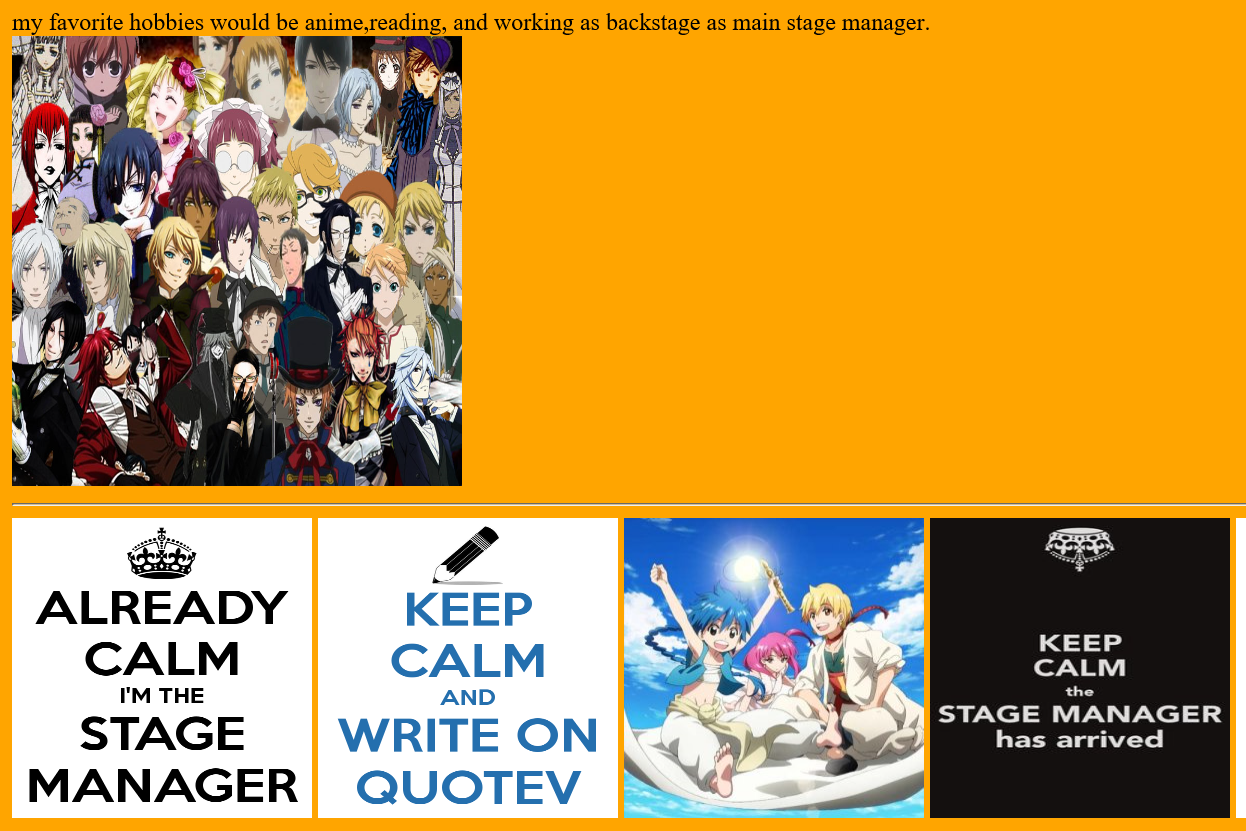 my favorite hobbies would be anime,reading, and working as backstage as main stage manager.
ALREADY
CALM
I'M THE
STAGE
MANAGER
KEEP
CALM
AND
WRITE ON
QUOTEV
KEEP
CALM
the
STAGE MANAGER
has arrived